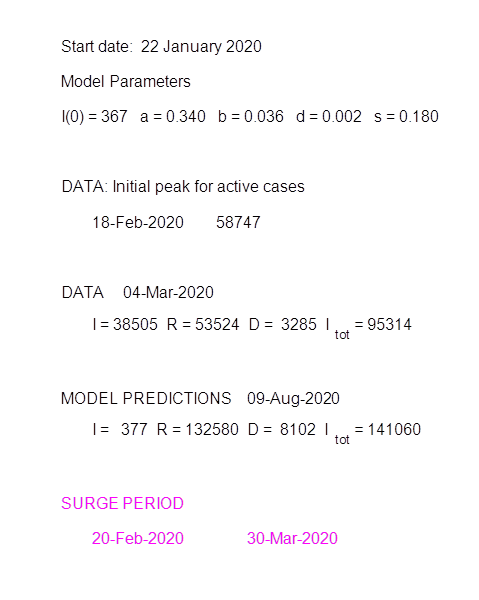 Start date: 22 January 2020
Model Parameters
I(0) = 367 a = 0.340 b = 0.036 d = 0.002 s = 0.180
DATA: Initial peak for active cases
18-Feb-2020 58747
DATA 04-Mar-2020
I = 38505 R = 53524 D = 3285 I tot = 95314
MODEL PREDICTIONS 09-Aug-2020
I = 377 R = 132580 D = 8102 I tot = 141060
SURGE PERIOD
20-Feb-2020 30-Mar-2020